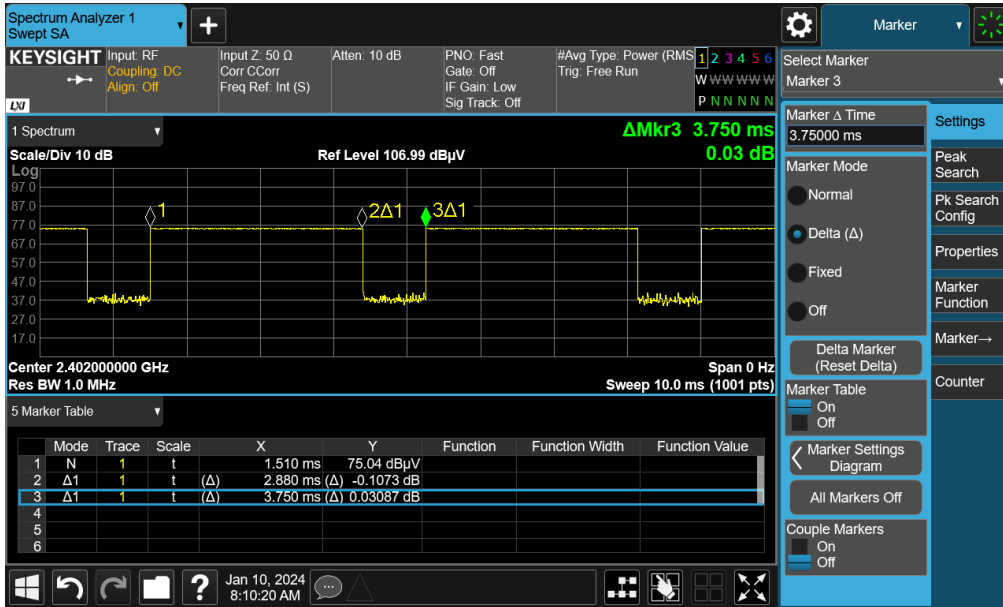 Spectrum Analyzer 1
Swept SA
Marker
KEYSIGHT
LXI
Input: RF
Coupling: DC
Align: Off
Input Z: 50 Ω
Corr CCorr
Freq Ref: Int (S)
Atten: 10 dB
PNO: Fast
Gate: Off
IF Gain: Low
Sig Track: Off
#Avg Type: Power (RMS
Trig: Free Run
1 2 3 4 5 6
W W W W W W
P N N N N N
Select Marker
Marker 3
1 Spectrum
ΔMkr3 3.750 ms
0.03 dB
Scale/Div 10 dB
Ref Level 106.99 dBµV
Log
97.0
87.0
77.0
67.0
57.0
47.0
37.0
27.0
17.0
1
2Δ1
3Δ1
Center 2.402000000 GHz
Span 0 Hz
Res BW 1.0 MHz
Sweep 10.0 ms (1001 pts)
5 Marker Table
Mode Trace Scale X Y Function Function Width Function Value
1 N 1 t 1.510 ms 75.04 dBµV
2 Δ1 1 t (Δ) 2.880 ms (Δ) -0.1073 dB
3 Δ1 1 t (Δ) 3.750 ms (Δ) 0.03087 dB
4
5
6
Marker Δ Time
3.75000 ms
Marker Mode
Normal
Delta (Δ)
Fixed
Off
Delta Marker
(Reset Delta)
Marker Table
On
Off
Marker Settings
Diagram
All Markers Off
Couple Markers
On
Off
Settings
Peak
Search
Pk Search
Config
Properties
Marker
Function
Marker→
Counter
?
Jan 10, 2024
8:10:20 AM